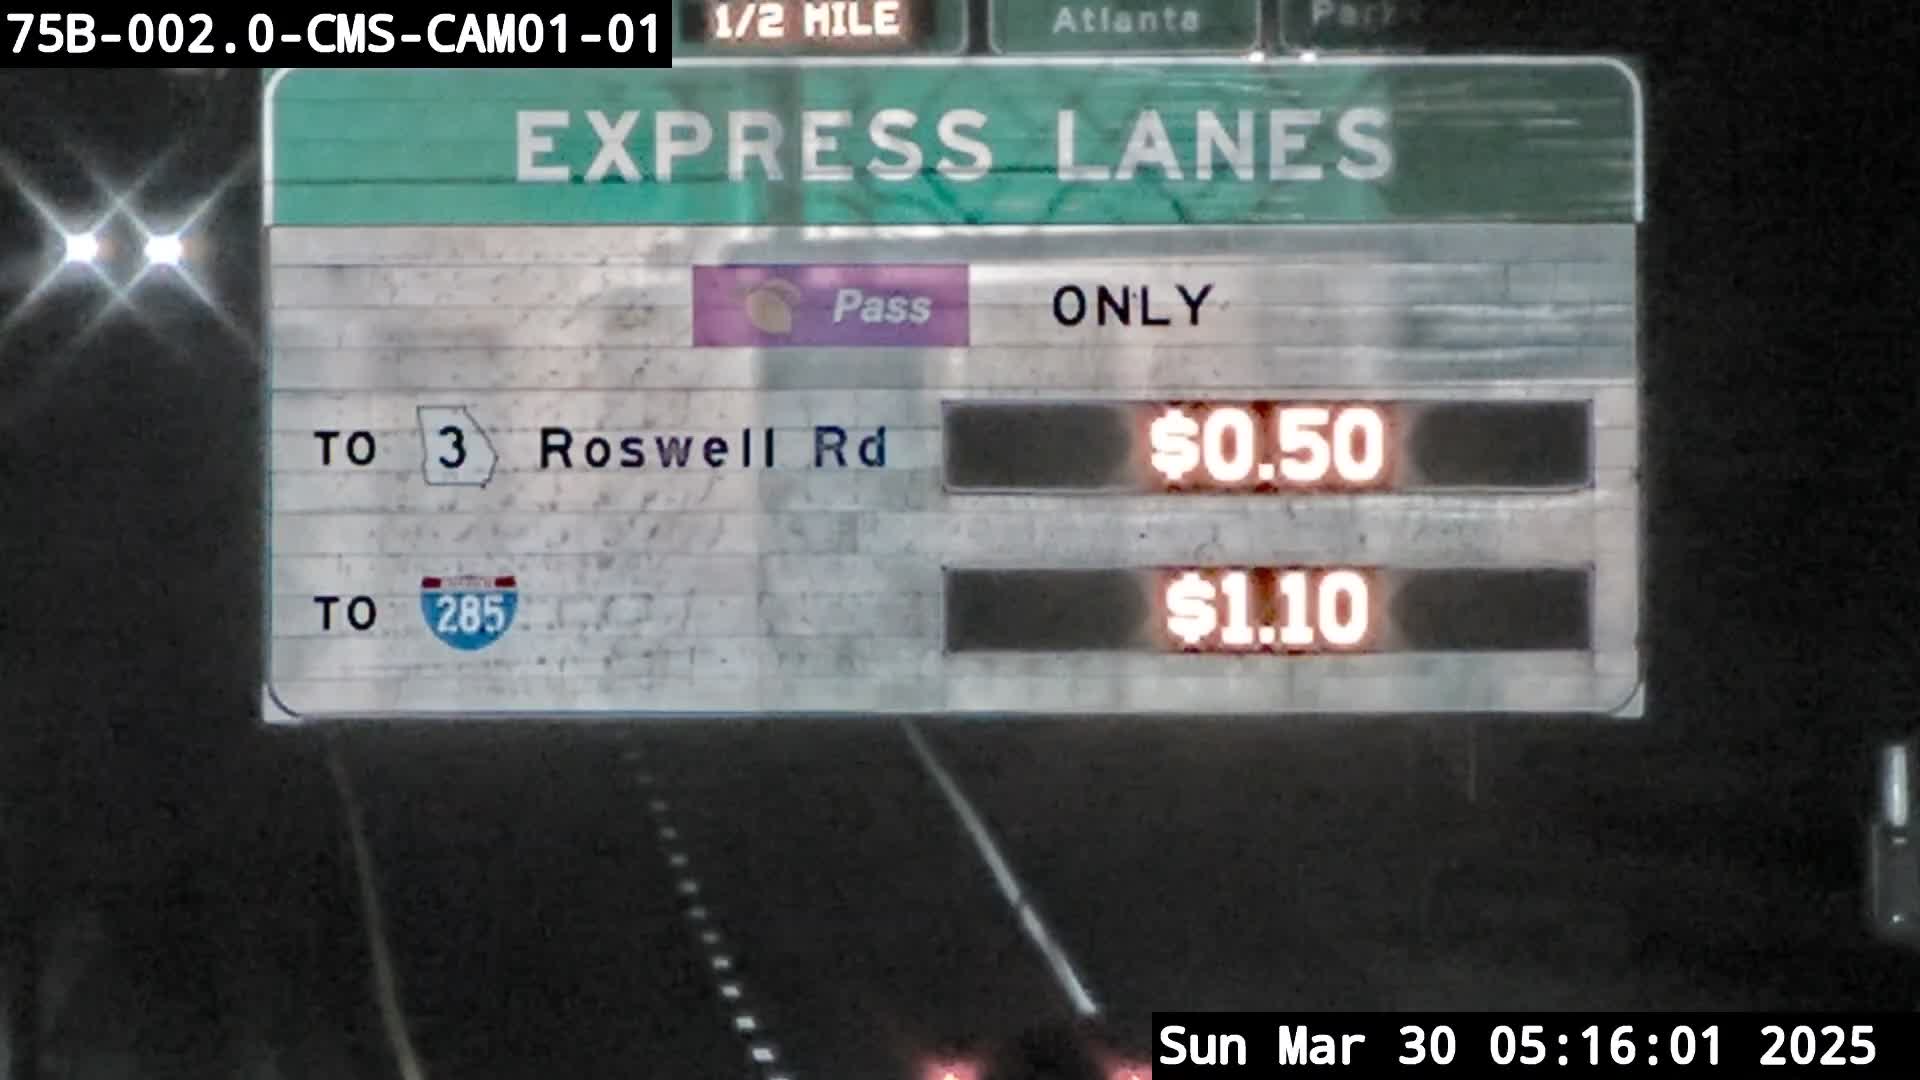 75B-002.0-CMS-CAM01-01
1/2 MILE
Atlanta
Park
EXPRESS LANES
Pass ONLY
TO 3 Roswell Rd $0.50
TO 285 $1.10
Sun Mar 30 05:16:01 2025